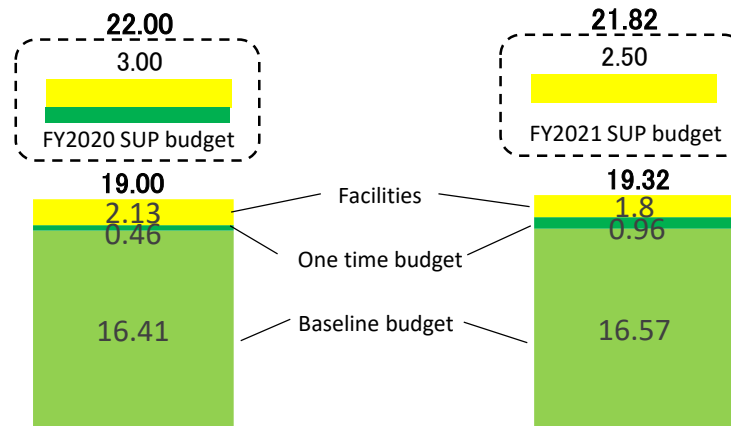 22.00
3.00
FY2020 SUP budget
19.00
2.13
0.46
16.41
Facilities
One time budget
Baseline budget
21.82
2.50
FY2021 SUP budget
19.32
1.8
0.96
16.57